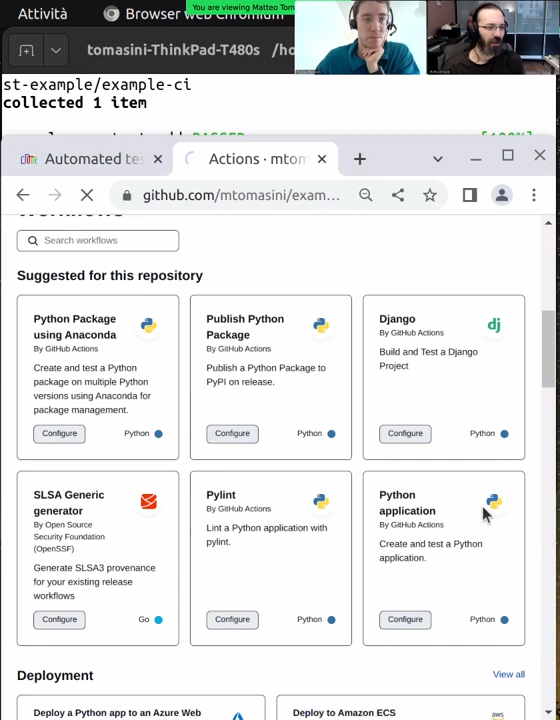 Attività
Browser web Chromium
You are viewing Matteo Tom
tomasini-ThinkPad-T480s
st-example/example-ci
collected 1 item
PASSED
[100%]
Automated te
Actions · mtom
github.com/mtomasini/exam…
Workflows
Search workflows
Suggested for this repository
Python Package
using Anaconda
By GitHub Actions
Create and test a Python
package on multiple Python
versions using Anaconda for
package management.
Configure
Python
Publish Python
Package
By GitHub Actions
Publish a Python Package to
PyPI on release.
Configure
Python
Django
dj
By GitHub Actions
Build and Test a Django
Project
Configure
Python
SLSA Generic
generator
By Open Source
Security Foundation
(OpenSSF)
Generate SLSA3 provenance
for your existing release
workflows
Configure
Go
Pylint
By GitHub Actions
Lint a Python application with
pylint.
Configure
Python
Python
application
By GitHub Actions
Create and test a Python
application.
Configure
Python
Deployment
View all
Deploy a Python app to an Azure Web
Deploy to Amazon ECS
aws